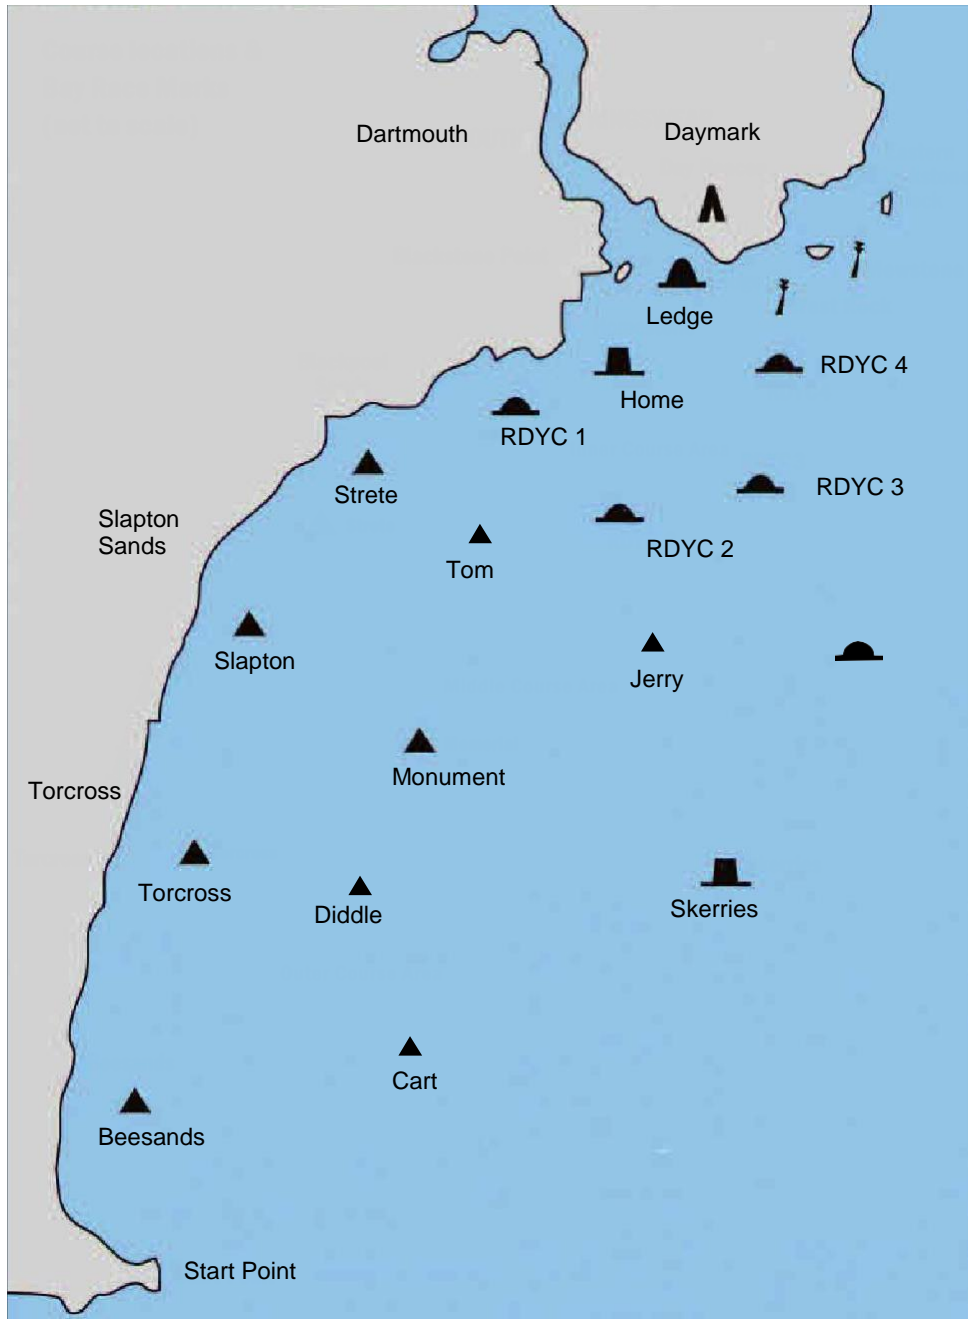 Dartmouth
Daymark
Ledge
RDYC 4
Home
RDYC 1
Strete
RDYC 3
Slapton
Sands
RDYC 2
Tom
Slapton
Jerry
Monument
Torcross
Torcross
Diddle
Skerries
Cart
Beesands
Start Point